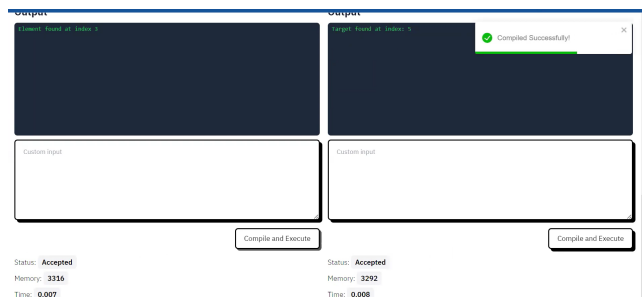 Output
Element found at index 3
Custom input
Compile and Execute
Status: Accepted
Memory: 3316
Time: 0.007
Output
Target found at index: 5
Compiled Successfully!
Custom input
Compile and Execute
Status: Accepted
Memory: 3292
Time: 0.008